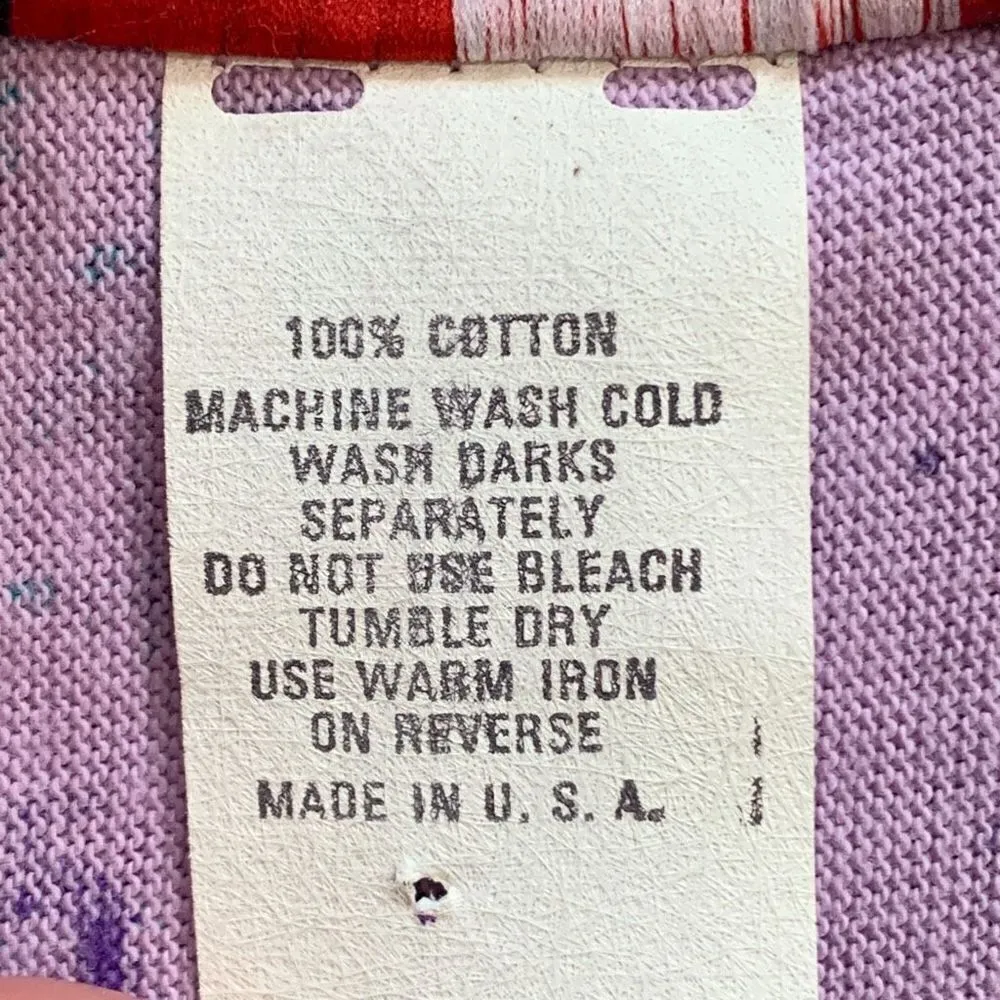 100% COTTON
MACHINE WASH COLD
WASH DARKS
SEPARATELY
DO NOT USE BLEACH
TUMBLE DRY
USE WARM IRON
ON REVERSE
MADE IN U. S. A.